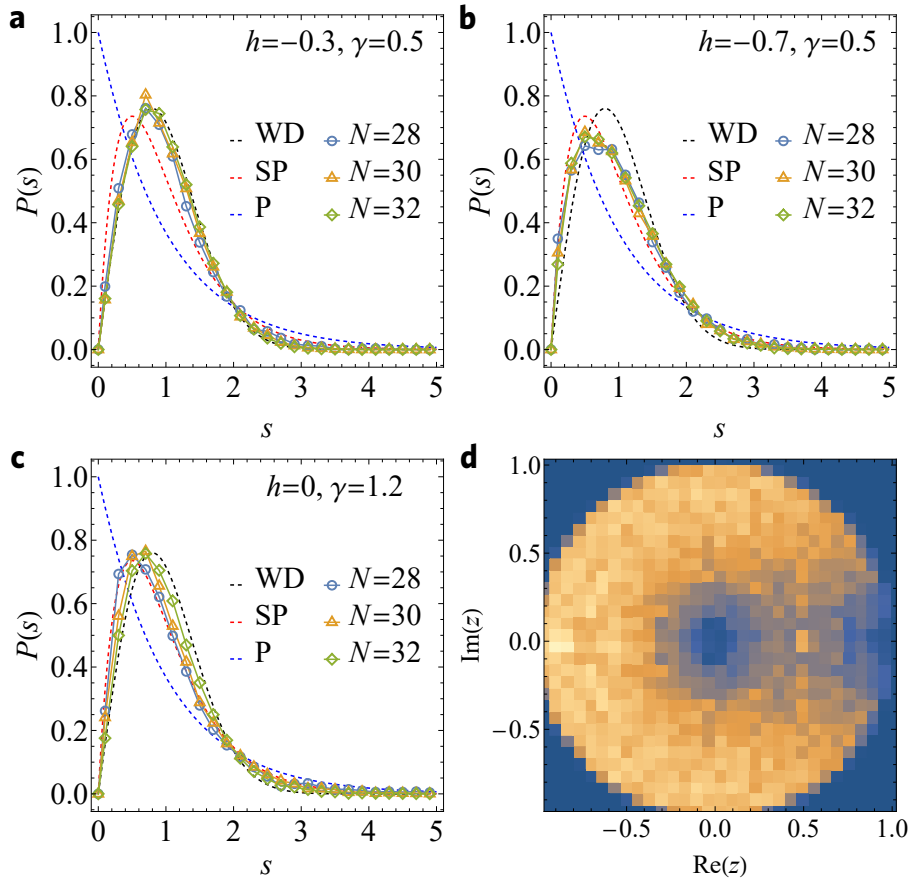 a
h=−0.3, γ=0.5
1.0
0.8
0.6
0.4
0.2
0.0
P(s)
WD
SP
P
N=28
N=30
N=32
0
1
2
3
4
5
s
b
h=−0.7, γ=0.5
1.0
0.8
0.6
0.4
0.2
0.0
P(s)
WD
SP
P
N=28
N=30
N=32
0
1
2
3
4
5
s
c
h=0, γ=1.2
1.0
0.8
0.6
0.4
0.2
0.0
P(s)
WD
SP
P
N=28
N=30
N=32
0
1
2
3
4
5
s
d
1.0
0.5
0.0
−0.5
Im(z)
−0.5
0.0
0.5
1.0
Re(z)